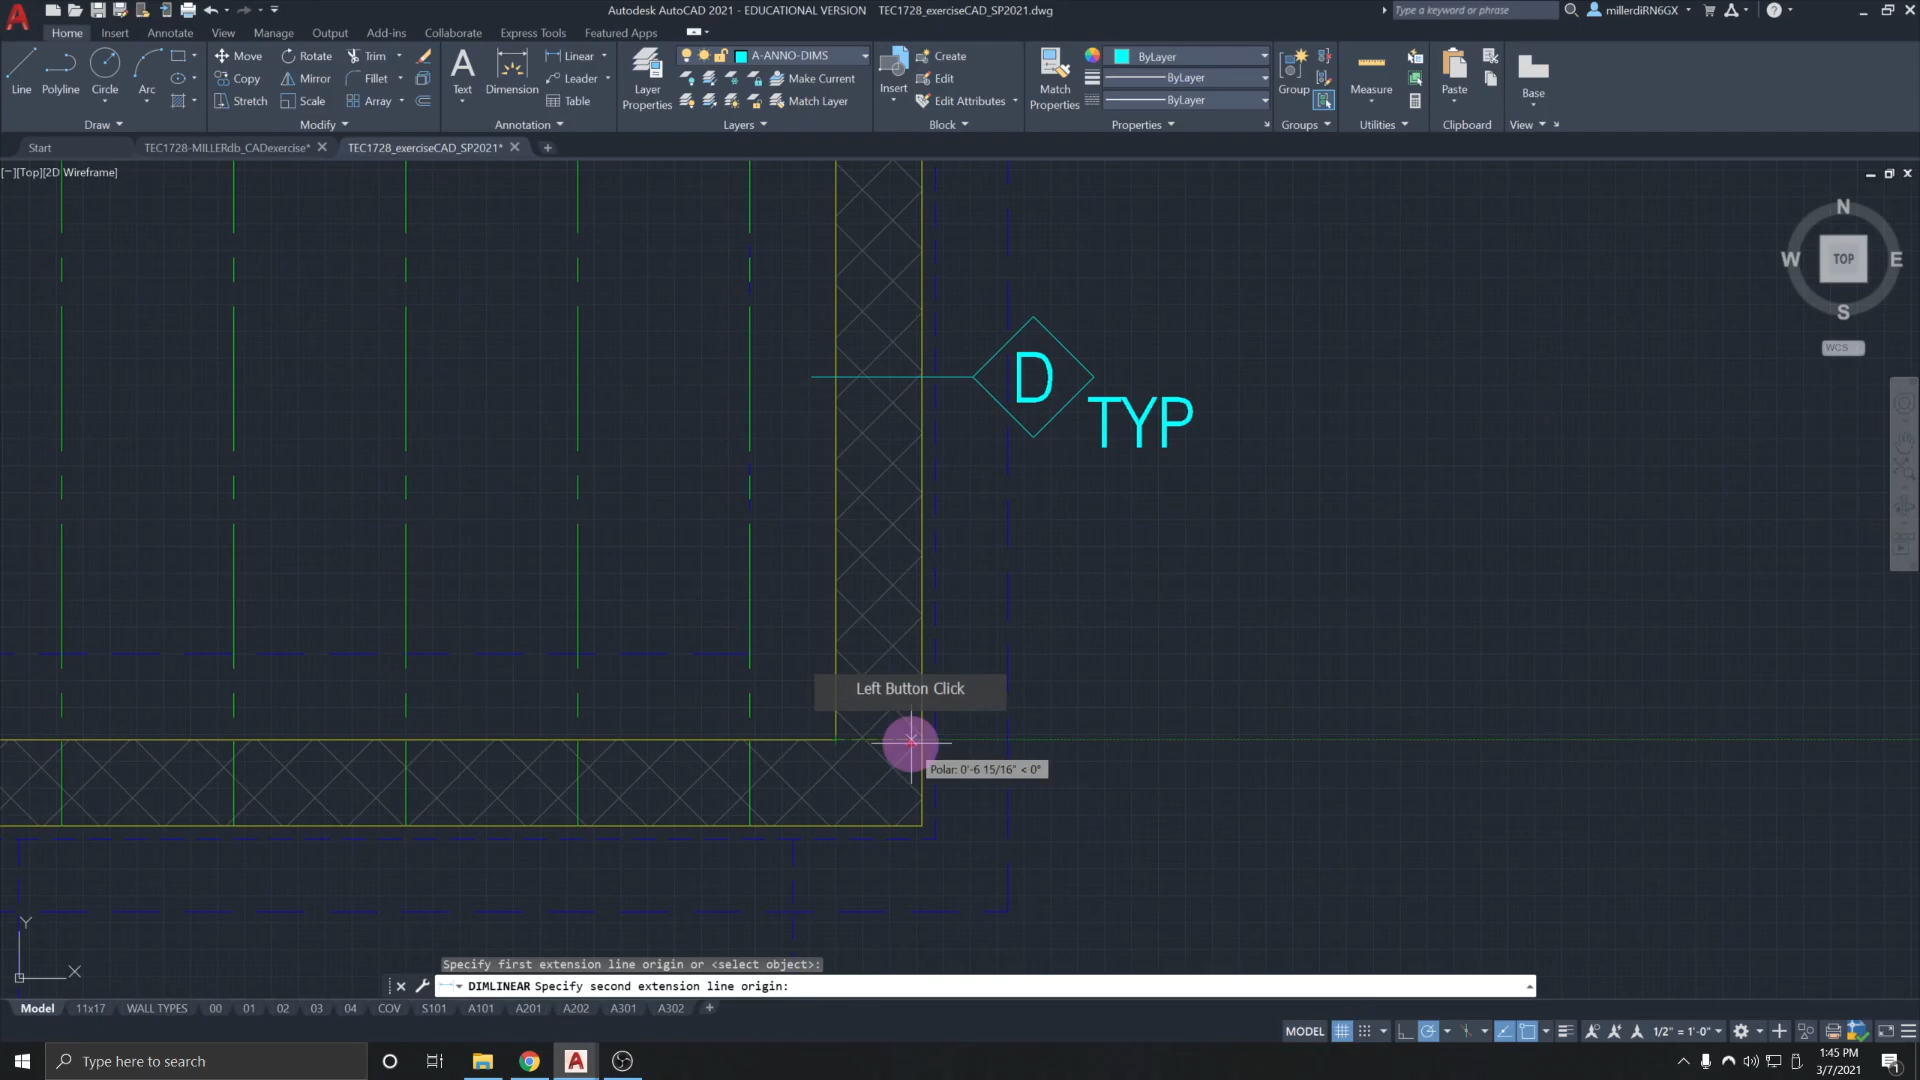 Autodesk AutoCAD 2021 - EDUCATIONAL VERSION TEC1728_exerciseCAD_SP2021.dwg
Type a keyword or phrase
millerdiRN6GX
Home Insert Annotate View Manage Output Add-ins Collaborate Express Tools Featured Apps
Line Polyline Circle Arc
Move Rotate Trim
Copy Mirror Fillet
Stretch Scale Array
Text Dimension
Linear
Leader
Table
Layer Properties
A-ANNO-DIMS
Make Current
Match Layer
Insert
Create
Edit
Edit Attributes
Match Properties
ByLayer
ByLayer
ByLayer
Group Measure Paste Base
Draw Modify Annotation Layers Block Properties Groups Utilities Clipboard View
Start TEC1728-MILLERdb_CADexercise* TEC1728_exerciseCAD_SP2021*
[−][Top][2D Wireframe]
N
W TOP E
S
WCS
D
TYP
Left Button Click
Polar: 0'-6 15/16" < 0°
Y
X
Specify first extension line origin or <select object>:
DIMLINEAR Specify second extension line origin:
Model 11x17 WALL TYPES 00 01 02 03 04 COV S101 A101 A201 A202 A301 A302
MODEL 1/2" = 1'-0"
Type here to search
1:45 PM
3/7/2021
1